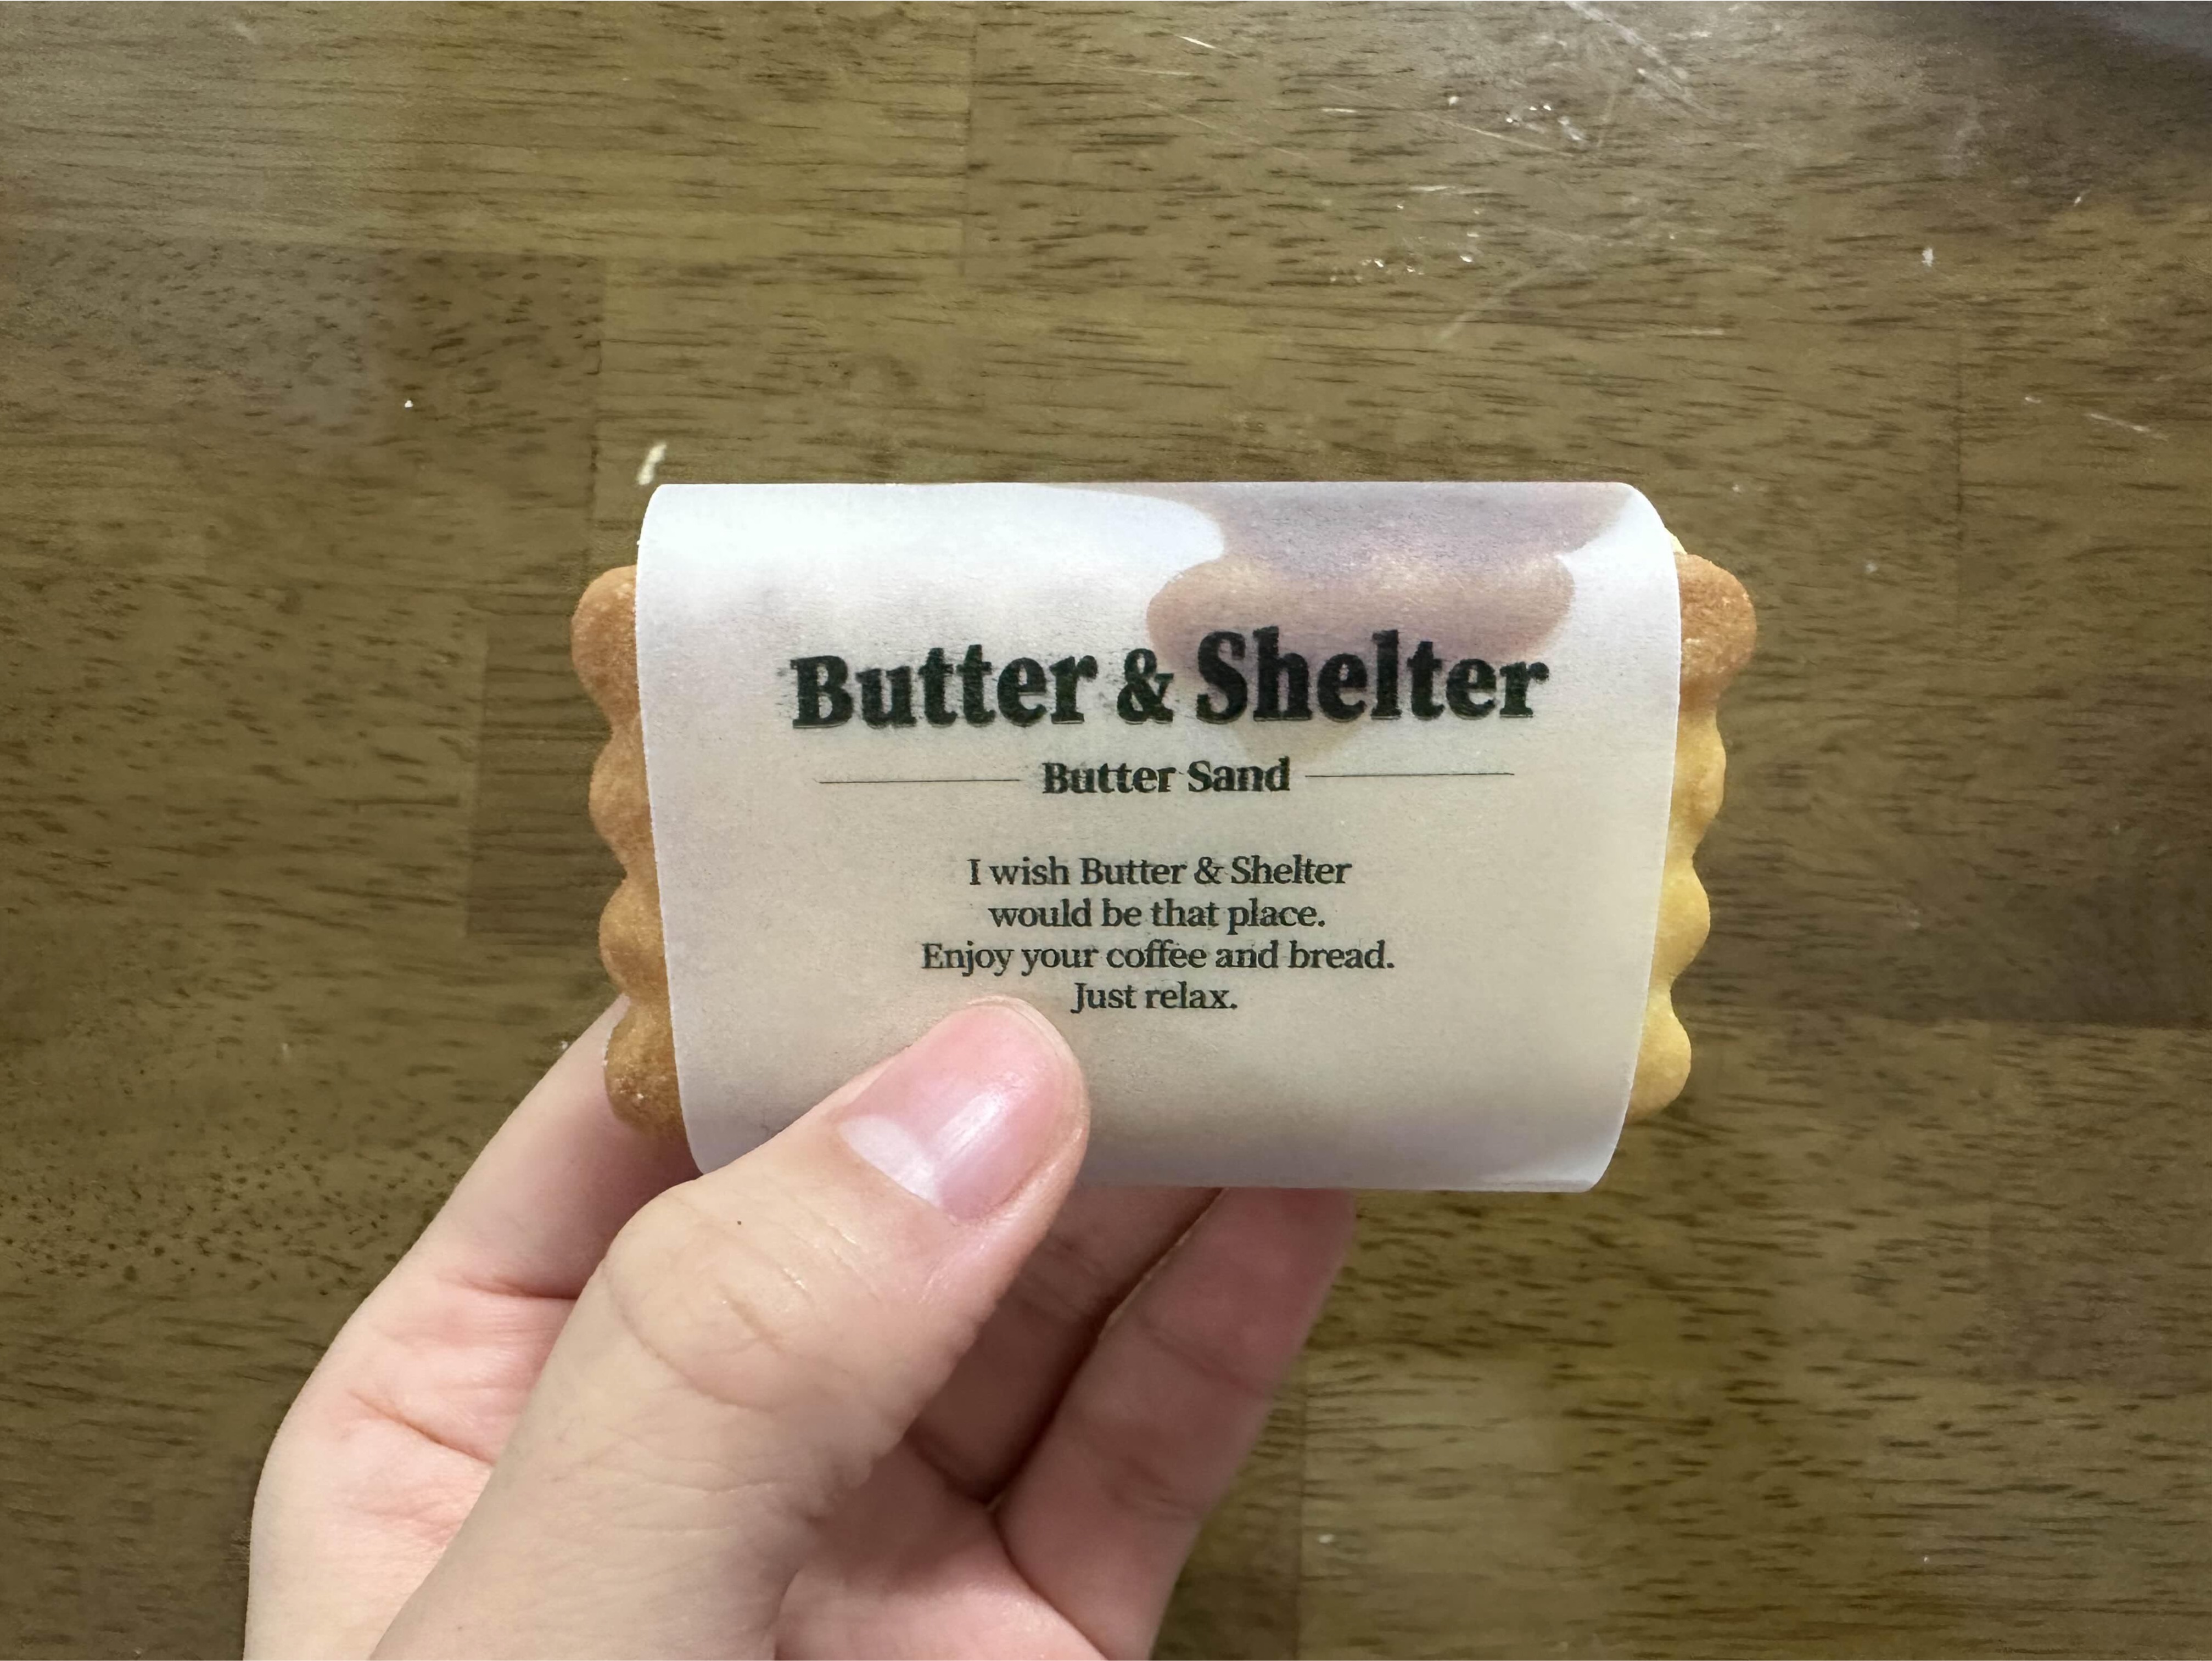 Butter & Shelter
Butter Sand
I wish Butter & Shelter
would be that place.
Enjoy your coffee and bread.
Just relax.